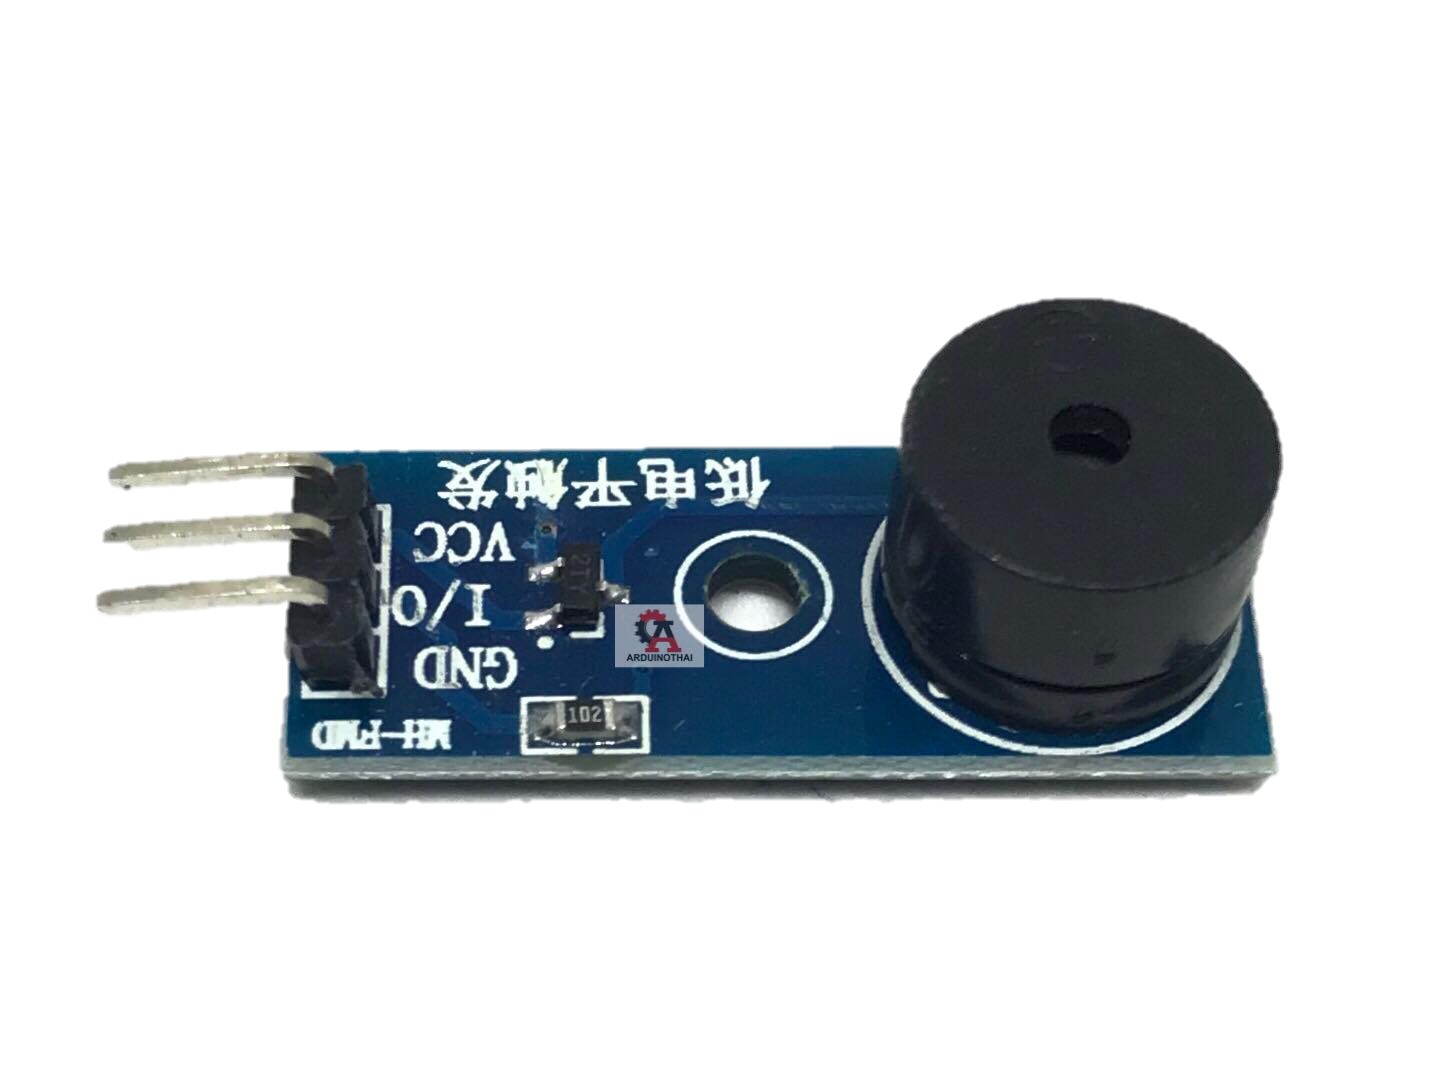 低电平触发
VCC
I/O
GND
MH-FMD
2TY
102
ARDUINOTHAI